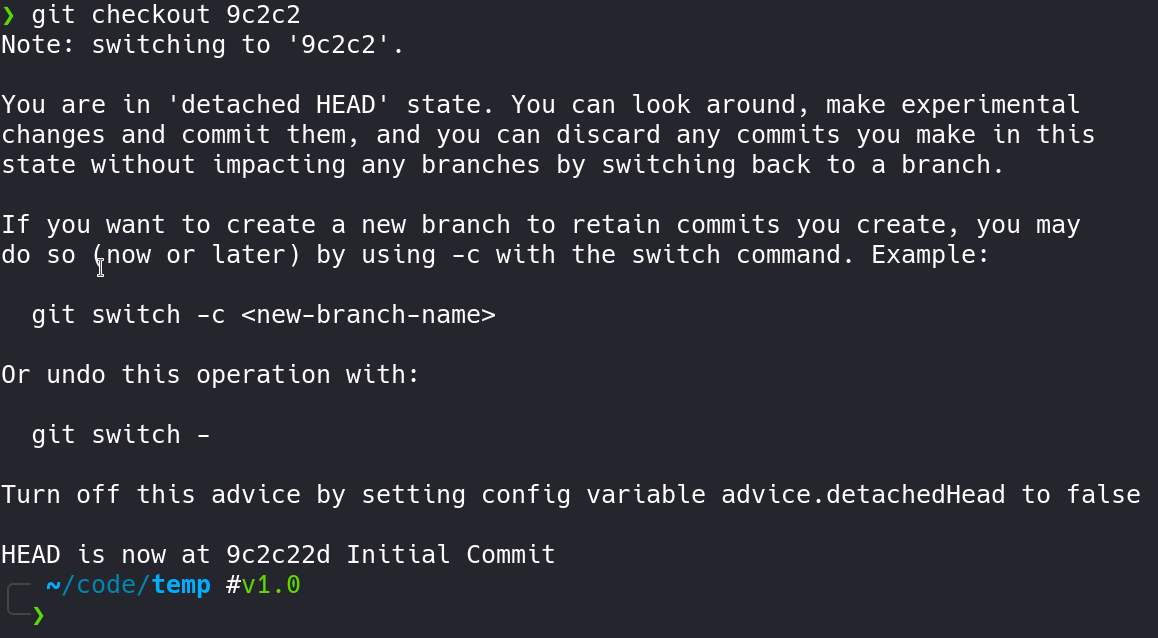 ❯ git checkout 9c2c2
Note: switching to '9c2c2'.
You are in 'detached HEAD' state. You can look around, make experimental
changes and commit them, and you can discard any commits you make in this
state without impacting any branches by switching back to a branch.
If you want to create a new branch to retain commits you create, you may
do so (now or later) by using -c with the switch command. Example:
git switch -c <new-branch-name>
Or undo this operation with:
git switch -
Turn off this advice by setting config variable advice.detachedHead to false
HEAD is now at 9c2c22d Initial Commit
~/code/temp #v1.0
❯